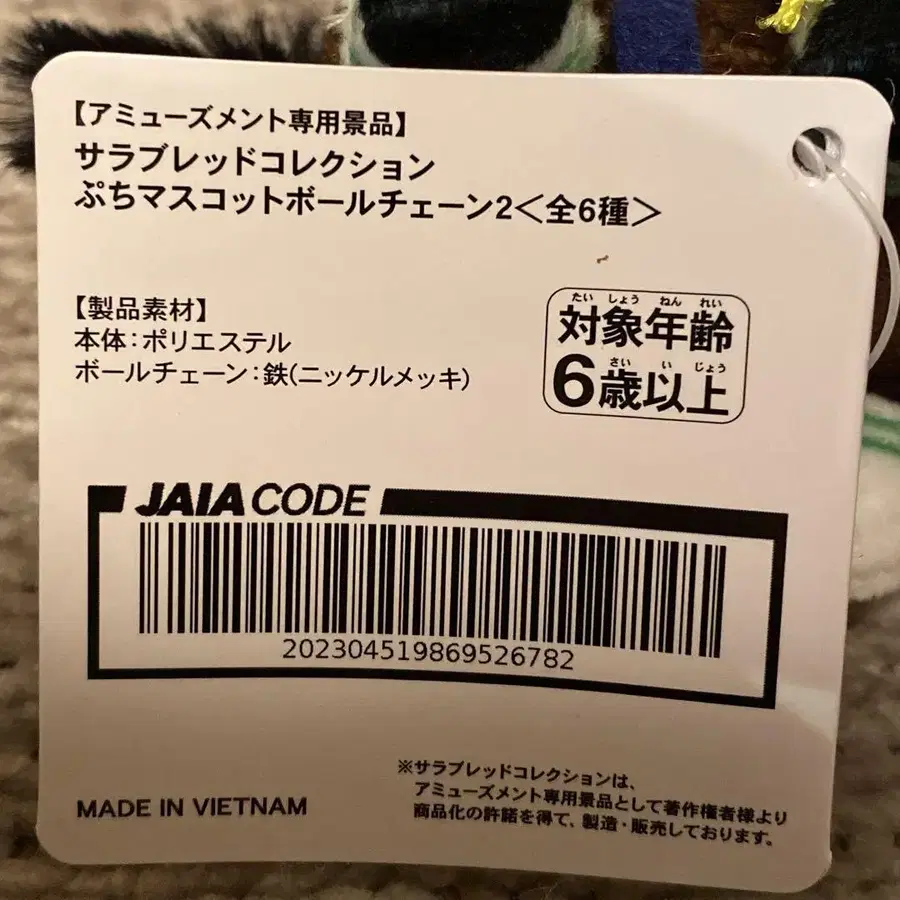 【アミューズメント専用景品】
サラブレッドコレクション
ぷちマスコットボールチェーン2＜全6種＞
【製品素材】
本体：ポリエステル
ボールチェーン：鉄(ニッケルメッキ)
たい しょう ねん れい
対象年齢
さい い じょう
6歳以上
JAIA CODE
202304519869526782
※サラブレッドコレクションは、
アミューズメント専用景品として著作権者様より
商品化の許諾を得て、製造・販売しております。
MADE IN VIETNAM